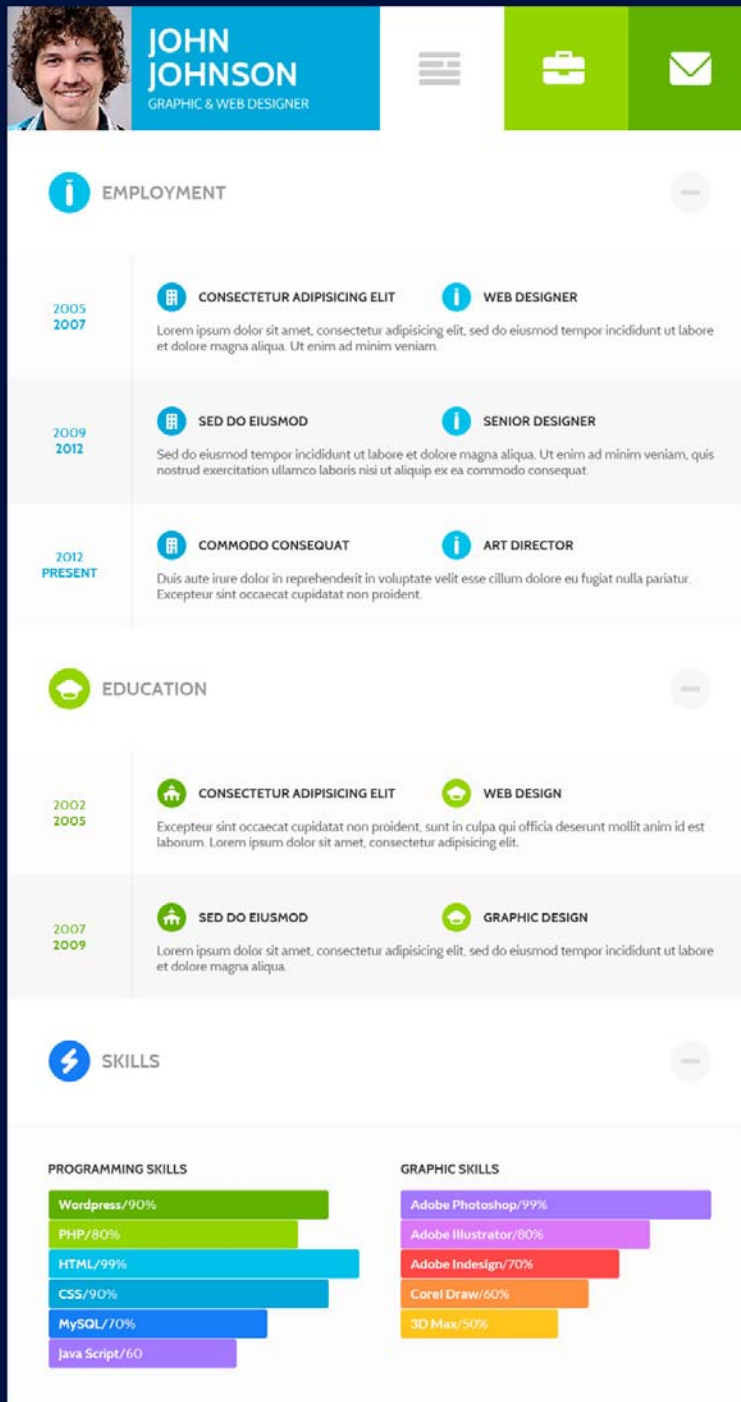 JOHN
JOHNSON
GRAPHIC & WEB DESIGNER
EMPLOYMENT
2005
2007
CONSECTETUR ADIPISICING ELIT
WEB DESIGNER
Lorem ipsum dolor sit amet, consectetur adipisicing elit, sed do eiusmod tempor incididunt ut labore
et dolore magna aliqua. Ut enim ad minim veniam.
2009
2012
SED DO EIUSMOD
SENIOR DESIGNER
Sed do eiusmod tempor incididunt ut labore et dolore magna aliqua. Ut enim ad minim veniam, quis
nostrud exercitation ullamco laboris nisi ut aliquip ex ea commodo consequat.
2012
PRESENT
COMMODO CONSEQUAT
ART DIRECTOR
Duis aute irure dolor in reprehenderit in voluptate velit esse cillum dolore eu fugiat nulla pariatur.
Excepteur sint occaecat cupidatat non proident.
EDUCATION
2002
2005
CONSECTETUR ADIPISICING ELIT
WEB DESIGN
Excepteur sint occaecat cupidatat non proident, sunt in culpa qui officia deserunt mollit anim id est
laborum. Lorem ipsum dolor sit amet, consectetur adipisicing elit.
2007
2009
SED DO EIUSMOD
GRAPHIC DESIGN
Lorem ipsum dolor sit amet, consectetur adipisicing elit, sed do eiusmod tempor incididunt ut labore
et dolore magna aliqua.
SKILLS
PROGRAMMING SKILLS
Wordpress/90%
PHP/80%
HTML/99%
CSS/90%
MySQL/70%
Java Script/60
GRAPHIC SKILLS
Adobe Photoshop/99%
Adobe Illustrator/80%
Adobe Indesign/70%
Corel Draw/60%
3D Max/50%